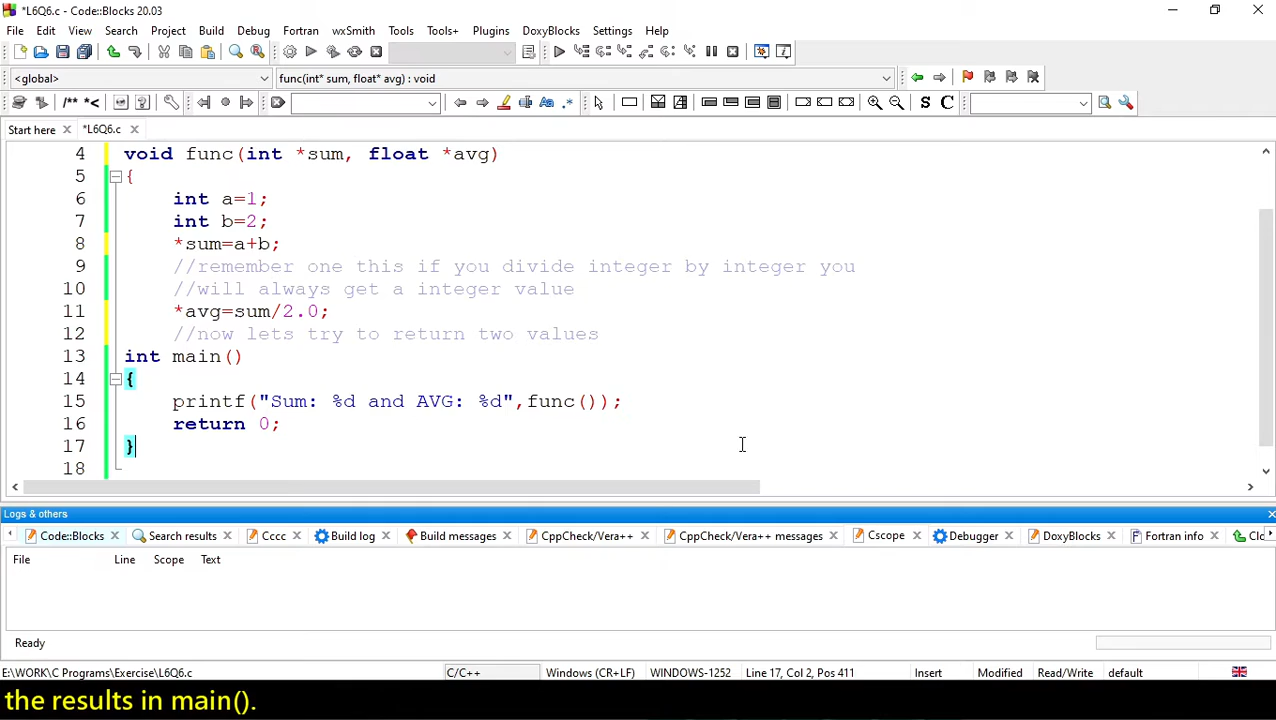 *L6Q6.c - Code::Blocks 20.03
File Edit View Search Project Build Debug Fortran wxSmith Tools Tools+ Plugins DoxyBlocks Settings Help
<global> func(int* sum, float* avg) : void
/** *< Aa .* S C
Start here *L6Q6.c
4 void func(int *sum, float *avg)
5 {
6 int a=1;
7 int b=2;
8 *sum=a+b;
9 //remember one this if you divide integer by integer you
10 //will always get a integer value
11 *avg=sum/2.0;
12 //now lets try to return two values
13 int main()
14 {
15 printf("Sum: %d and AVG: %d",func());
16 return 0;
17 }
18
Logs & others
Code::Blocks Search results Cccc Build log Build messages CppCheck/Vera++ CppCheck/Vera++ messages Cscope Debugger DoxyBlocks Fortran info Clo
File Line Scope Text
Ready
E:\WORK\C Programs\Exercise\L6Q6.c C/C++ Windows (CR+LF) WINDOWS-1252 Line 17, Col 2, Pos 411 Insert Modified Read/Write default
the results in main().